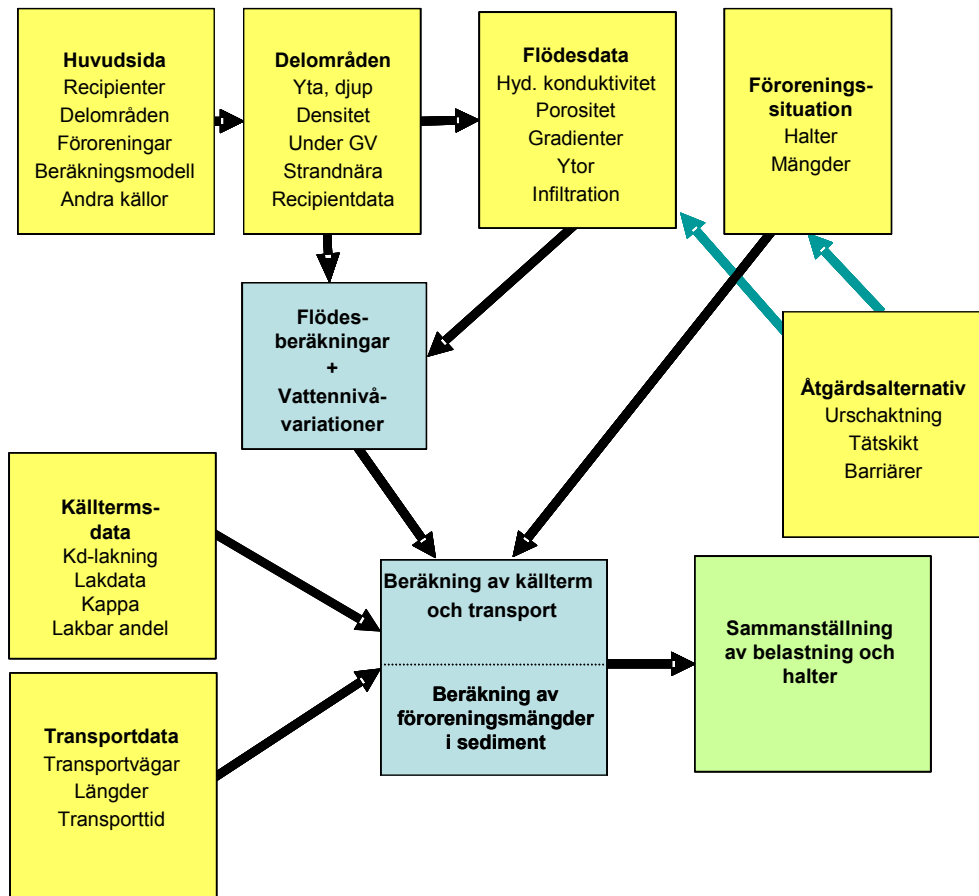 Huvudsida
Recipienter
Delområden
Föroreningar
Beräkningsmodell
Andra källor
Delområden
Yta, djup
Densitet
Under GV
Strandnära
Recipientdata
Flödesdata
Hyd. konduktivitet
Porositet
Gradienter
Ytor
Infiltration
Förorenings-
situation
Halter
Mängder
Flödes-
beräkningar
+
Vattennivå-
variationer
Åtgärdsalternativ
Urschaktning
Tätskikt
Barriärer
Källterms-
data
Kd-lakning
Lakdata
Kappa
Lakbar andel
Beräkning av källterm
och transport
Beräkning av
föroreningsmängder
i sediment
Sammanställning
av belastning och
halter
Transportdata
Transportvägar
Längder
Transporttid